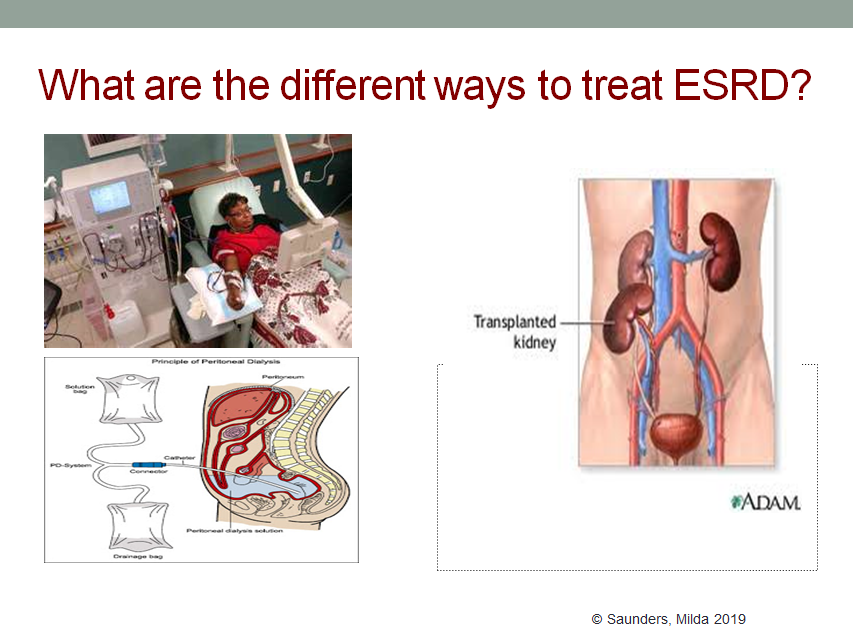 What are the different ways to treat ESRD?
Principle of Peritoneal Dialysis
Peritoneum
Solution
bag
Catheter
PD-System
Connector
Peritoneal dialysis solution
Drainage bag
Transplanted
kidney
ADAM.
© Saunders, Milda 2019